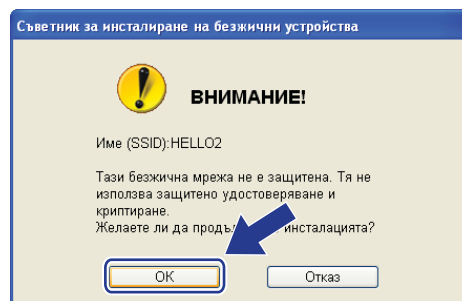 Съветник за инсталиране на безжични устройства
ВНИМАНИЕ!
Име (SSID):HELLO2
Тази безжична мрежа не е защитена. Тя не
използва защитено удостоверяване и
криптиране.
Желаете ли да инсталацията?
OK
Отказ